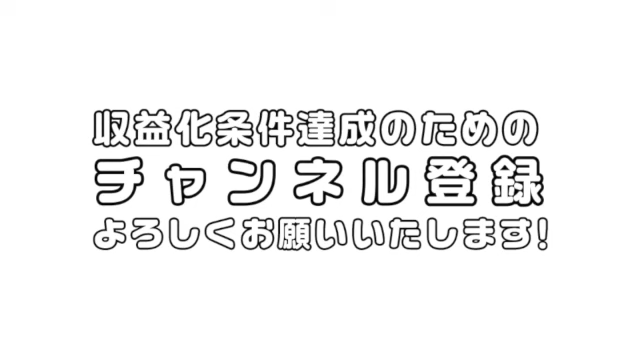 収益化条件達成のための
チャンネル登録
よろしくお願いいたします!